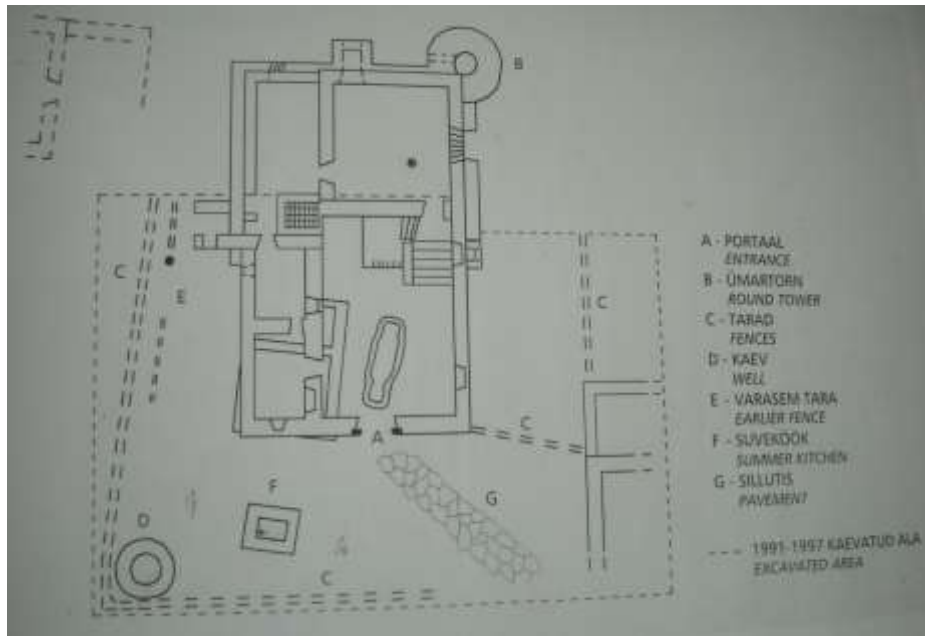 B
C
E
C
A
C
F
G
D
C
A - PORTAAL
ENTRANCE
B - ÜMARTORN
ROUND TOWER
C - TARAD
FENCES
D - KAEV
WELL
E - VARASEM TARA
EARLIER FENCE
F - SUVEKÖÖK
SUMMER KITCHEN
G - SILLUTIS
PAVEMENT
1991-1997 KAEVATUD ALA
EXCAVATED AREA